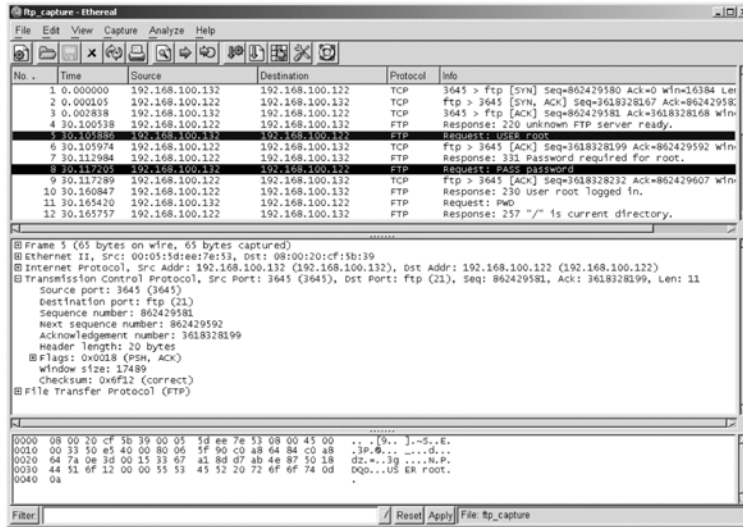 ftp_capture - Ethereal
File Edit View Capture Analyze Help
No. . Time Source Destination Protocol Info
1 0.000000 192.168.100.132 192.168.100.122 TCP 3645 > ftp [SYN] Seq=862429580 Ack=0 Win=16384 Len
2 0.000105 192.168.100.122 192.168.100.132 TCP ftp > 3645 [SYN, ACK] Seq=3618328167 Ack=86242958
3 0.002838 192.168.100.132 192.168.100.122 TCP 3645 > ftp [ACK] Seq=862429581 Ack=3618328168 Win=
4 30.100538 192.168.100.122 192.168.100.132 FTP Response: 220 unknown FTP server ready.
5 30.105886 192.168.100.132 192.168.100.122 FTP Request: USER root
6 30.105974 192.168.100.122 192.168.100.132 TCP ftp > 3645 [ACK] Seq=3618328199 Ack=862429592 Win=
7 30.112984 192.168.100.122 192.168.100.132 FTP Response: 331 Password required for root.
8 30.117205 192.168.100.132 192.168.100.122 FTP Request: PASS password
9 30.117289 192.168.100.122 192.168.100.132 TCP ftp > 3645 [ACK] Seq=3618328232 Ack=862429607 Win=
10 30.160847 192.168.100.122 192.168.100.132 FTP Response: 230 User root logged in.
11 30.165420 192.168.100.132 192.168.100.122 FTP Request: PWD
12 30.165757 192.168.100.122 192.168.100.132 FTP Response: 257 "/" is current directory.
Frame 5 (65 bytes on wire, 65 bytes captured)
Ethernet II, Src: 00:05:5d:ee:7e:53, Dst: 08:00:20:cf:5b:39
Internet Protocol, Src Addr: 192.168.100.132 (192.168.100.132), Dst Addr: 192.168.100.122 (192.168.100.122)
Transmission Control Protocol, Src Port: 3645 (3645), Dst Port: ftp (21), Seq: 862429581, Ack: 3618328199, Len: 11
Source port: 3645 (3645)
Destination port: ftp (21)
Sequence number: 862429581
Next sequence number: 862429592
Acknowledgement number: 3618328199
Header length: 20 bytes
Flags: 0x0018 (PSH, ACK)
Window size: 17489
Checksum: 0x6f12 (correct)
File Transfer Protocol (FTP)
0000 08 00 20 cf 5b 39 00 05 5d ee 7e 53 08 00 45 00 .. .[9.. ].~S..E.
0010 00 33 50 e5 40 00 80 06 5f 90 c0 a8 64 84 c0 a8 .3P.@... _...d...
0020 64 7a 0e 3d 00 15 33 67 a1 8d d7 ab 4e 87 50 18 dz.=..3g ....N.P.
0030 44 51 6f 12 00 00 55 53 45 52 20 72 6f 6f 74 0d DQo...US ER root.
0040 0a .
Filter: / Reset Apply File: ftp_capture